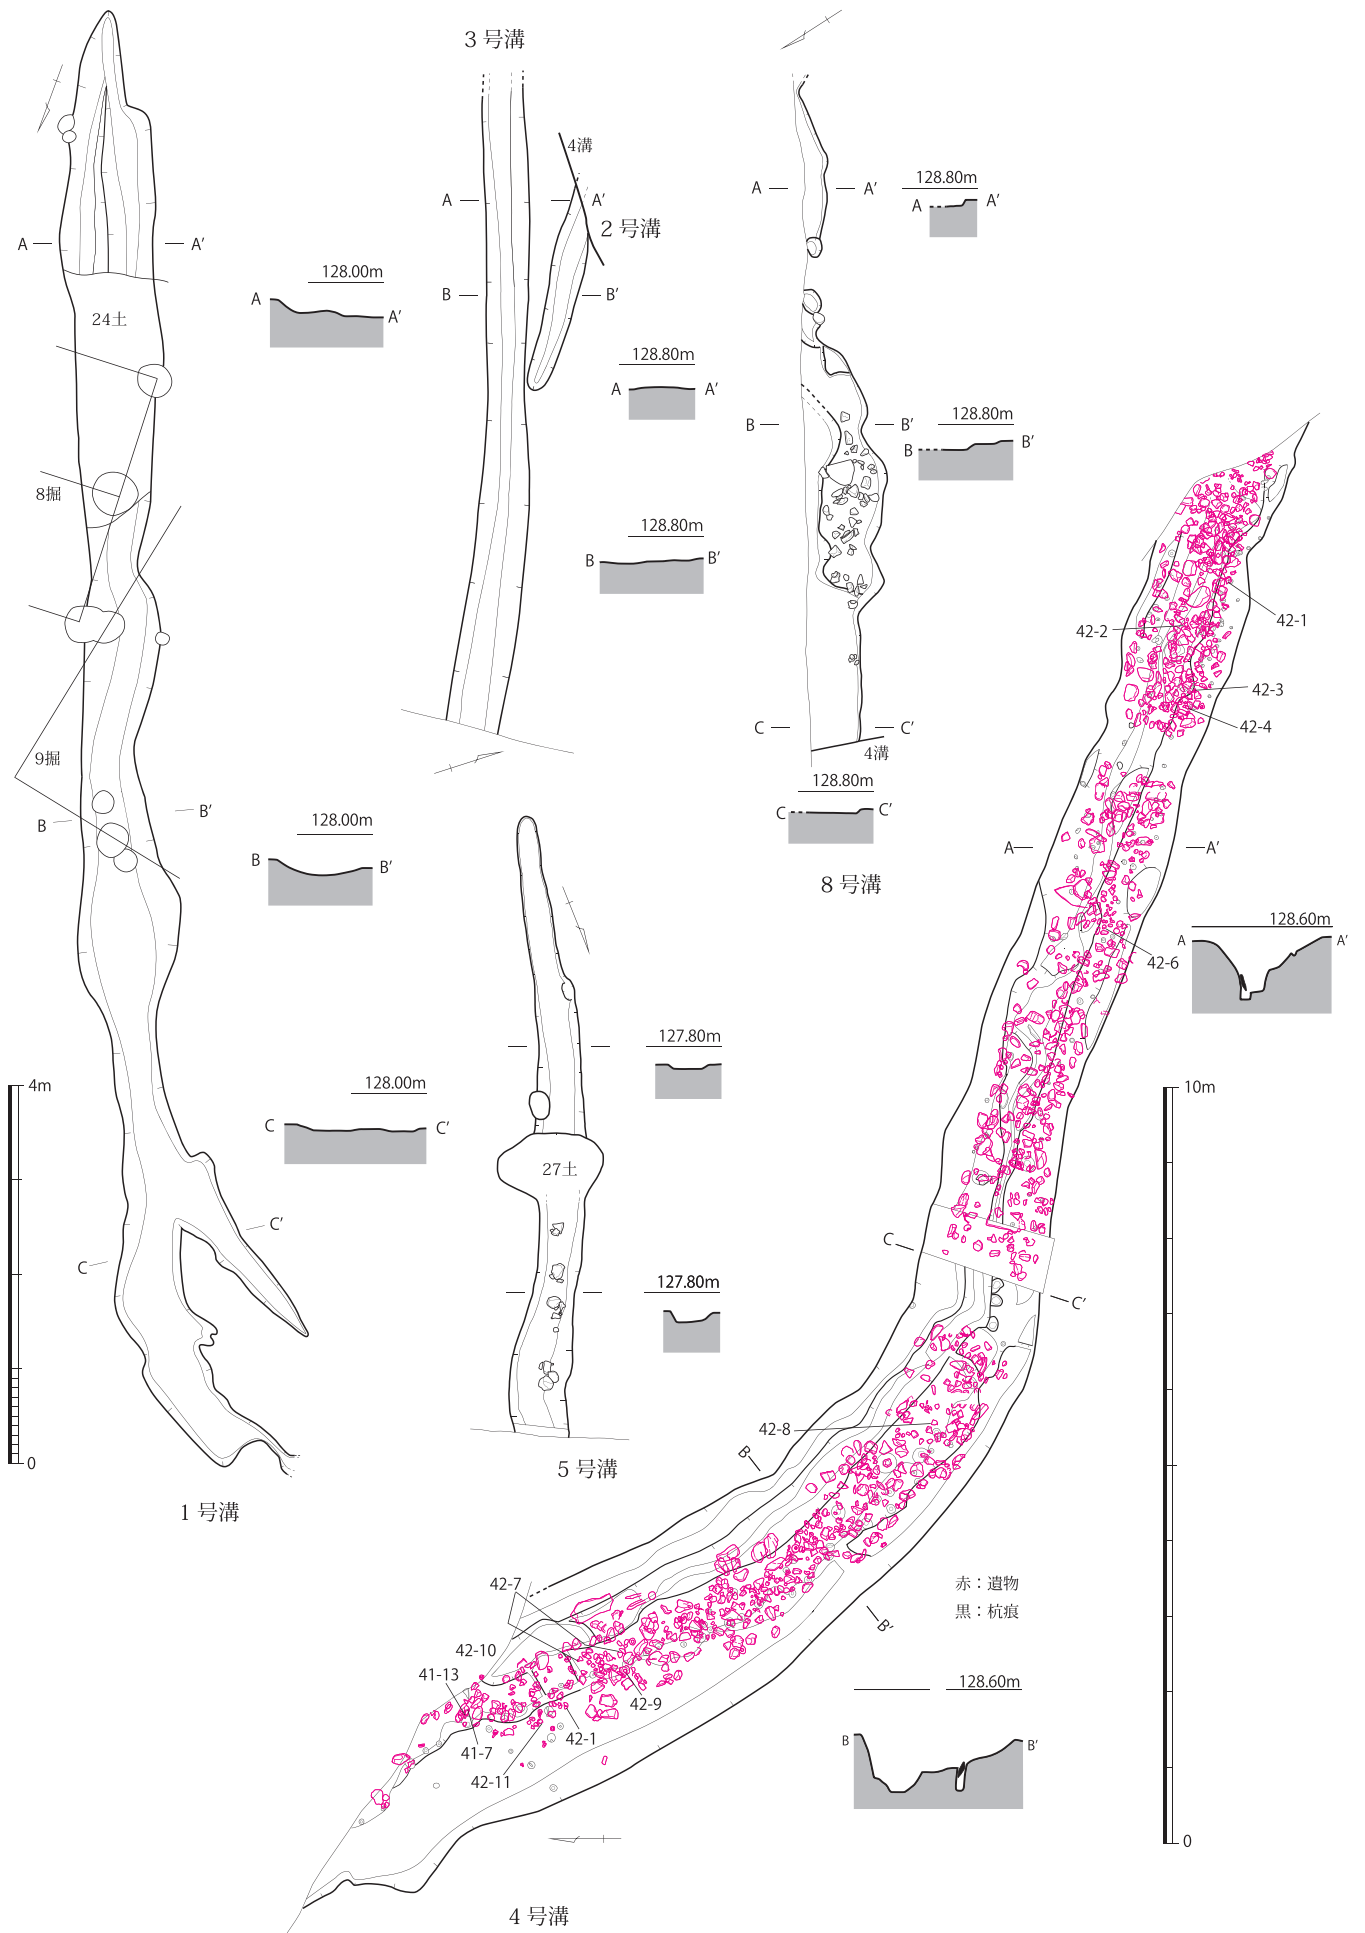 3号溝
4溝
A
A′
2号溝
B
B′
A
A′
128.00m
A
A′
24土
8掘
9掘
B
B′
128.00m
B
B′
128.00m
C
C′
C
C′
4m
0
1号溝
128.80m
A
A′
128.80m
B
B′
A
A′
128.80m
A
A′
B
B′
128.80m
B
B′
C
C′
4溝
128.80m
C
C′
8号溝
127.80m
27土
127.80m
5号溝
42-1
42-2
42-3
42-4
A
A′
42-6
128.60m
A
A′
10m
0
C
C′
42-8
B
B′
赤：遺物
黒：杭痕
42-7
42-10
41-13
42-9
42-1
41-7
42-11
128.60m
B
B′
4号溝